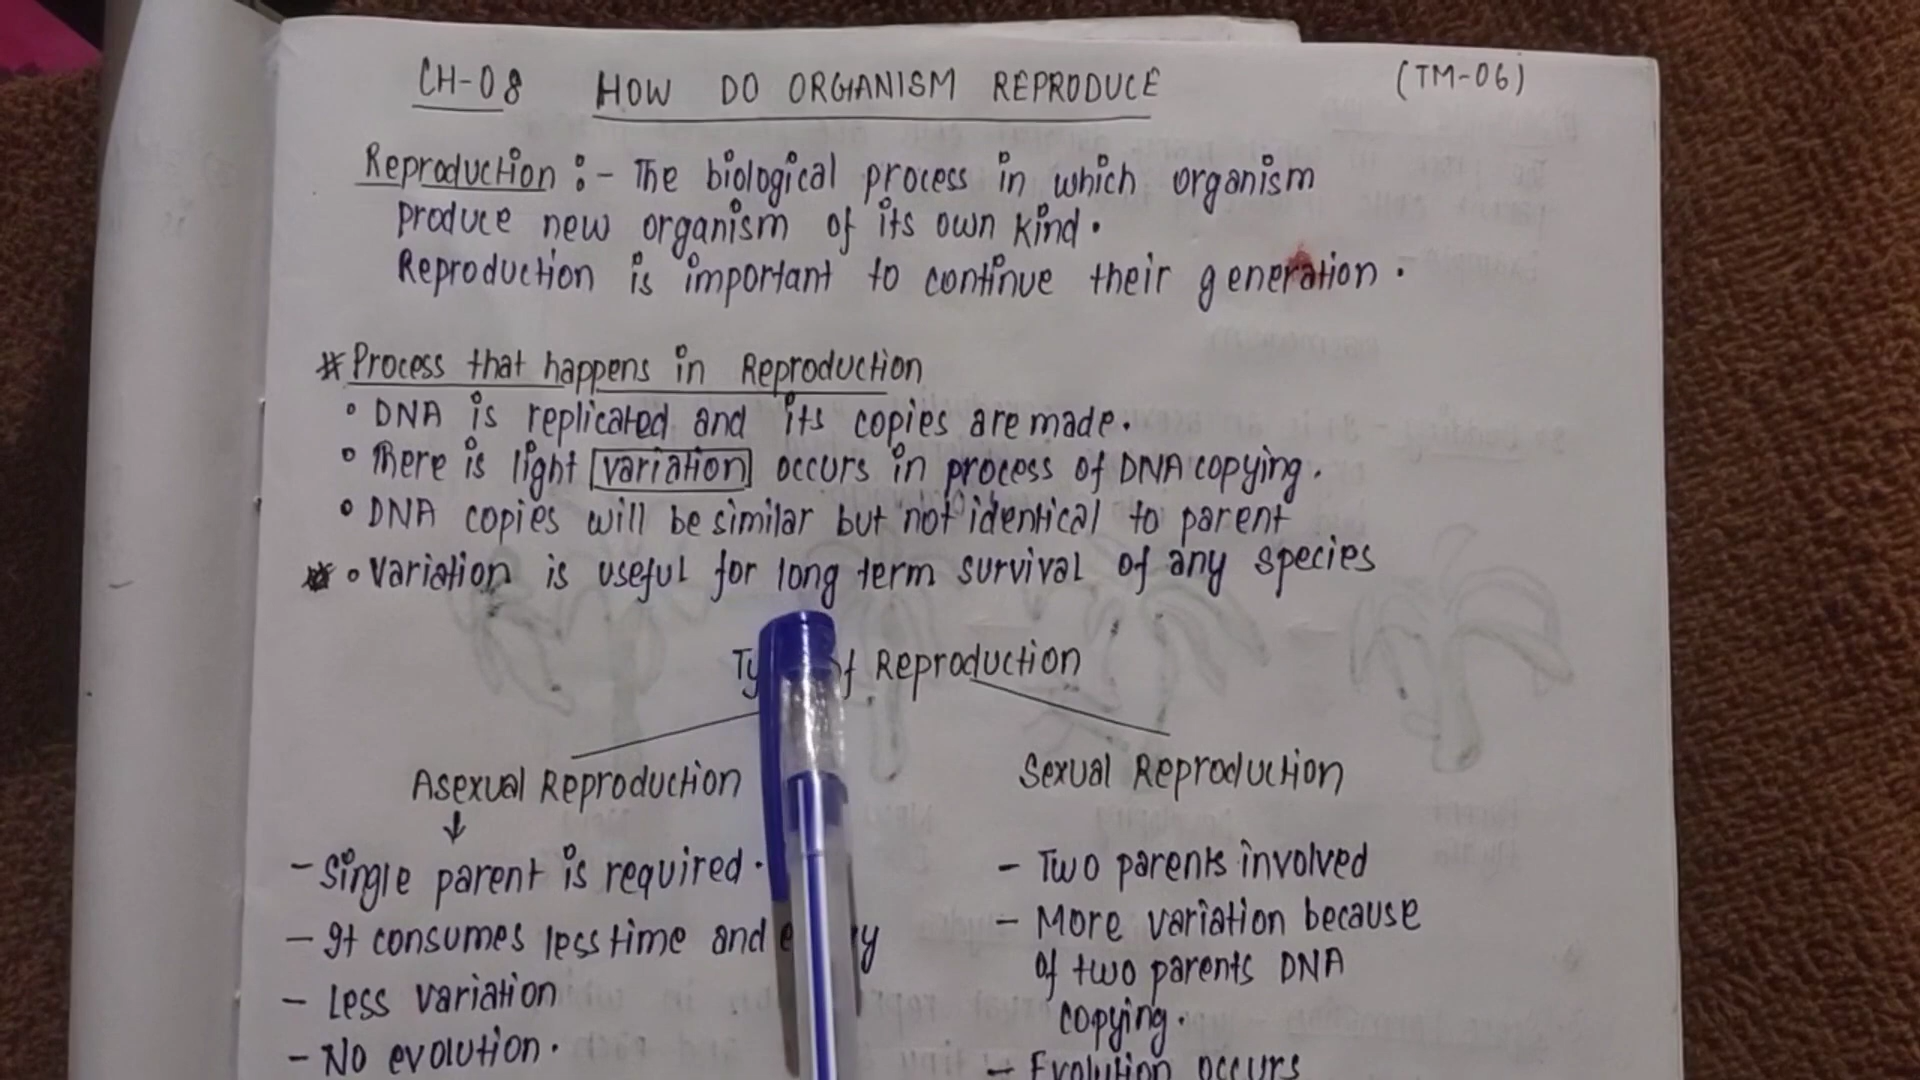 CH-08 HOW DO ORGANISM REPRODUCE (TM-06)
Reproduction :- The biological process in which organism
produce new organism of its own kind.
Reproduction is important to continue their generation.
* Process that happens in Reproduction
• DNA is replicated and its copies are made.
• There is light variation occurs in process of DNA copying.
• DNA copies will be similar but not identical to parent
* • Variation is useful for long term survival of any species
Reproduction
Asexual Reproduction
↓
- Single parent is required.
- It consumes less time and
- Less variation
- No evolution.
Sexual Reproduction
- Two parents involved
- More variation because
of two parents DNA
copying.
- Evolution occurs